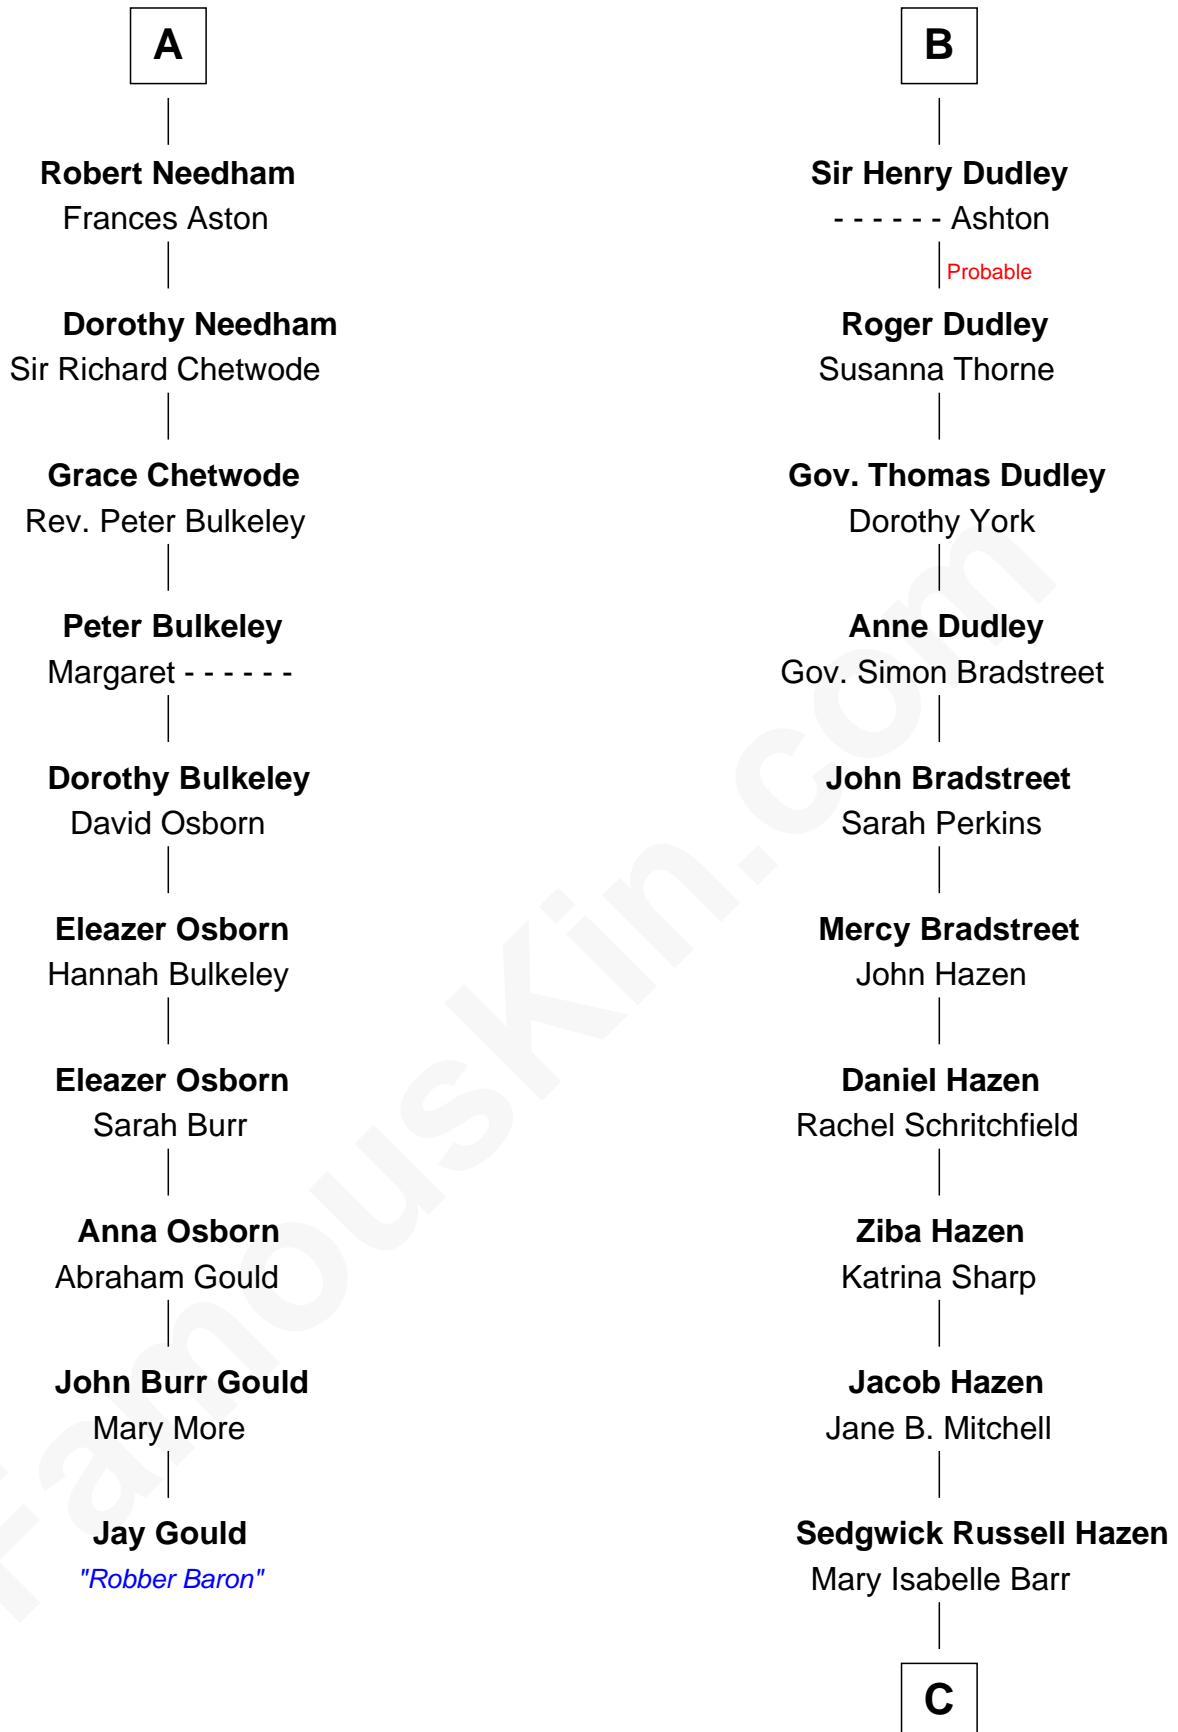 A
Robert Needham
Frances Aston
Dorothy Needham
Sir Richard Chetwode
Grace Chetwode
Rev. Peter Bulkeley
Peter Bulkeley
Margaret - - - - - -
Dorothy Bulkeley
David Osborn
Eleazer Osborn
Hannah Bulkeley
Eleazer Osborn
Sarah Burr
Anna Osborn
Abraham Gould
John Burr Gould
Mary More
Jay Gould
"Robber Baron"
B
Sir Henry Dudley
- - - - - - Ashton
Probable
Roger Dudley
Susanna Thorne
Gov. Thomas Dudley
Dorothy York
Anne Dudley
Gov. Simon Bradstreet
John Bradstreet
Sarah Perkins
Mercy Bradstreet
John Hazen
Daniel Hazen
Rachel Schritchfield
Ziba Hazen
Katrina Sharp
Jacob Hazen
Jane B. Mitchell
Sedgwick Russell Hazen
Mary Isabelle Barr
C
FamousKin.com